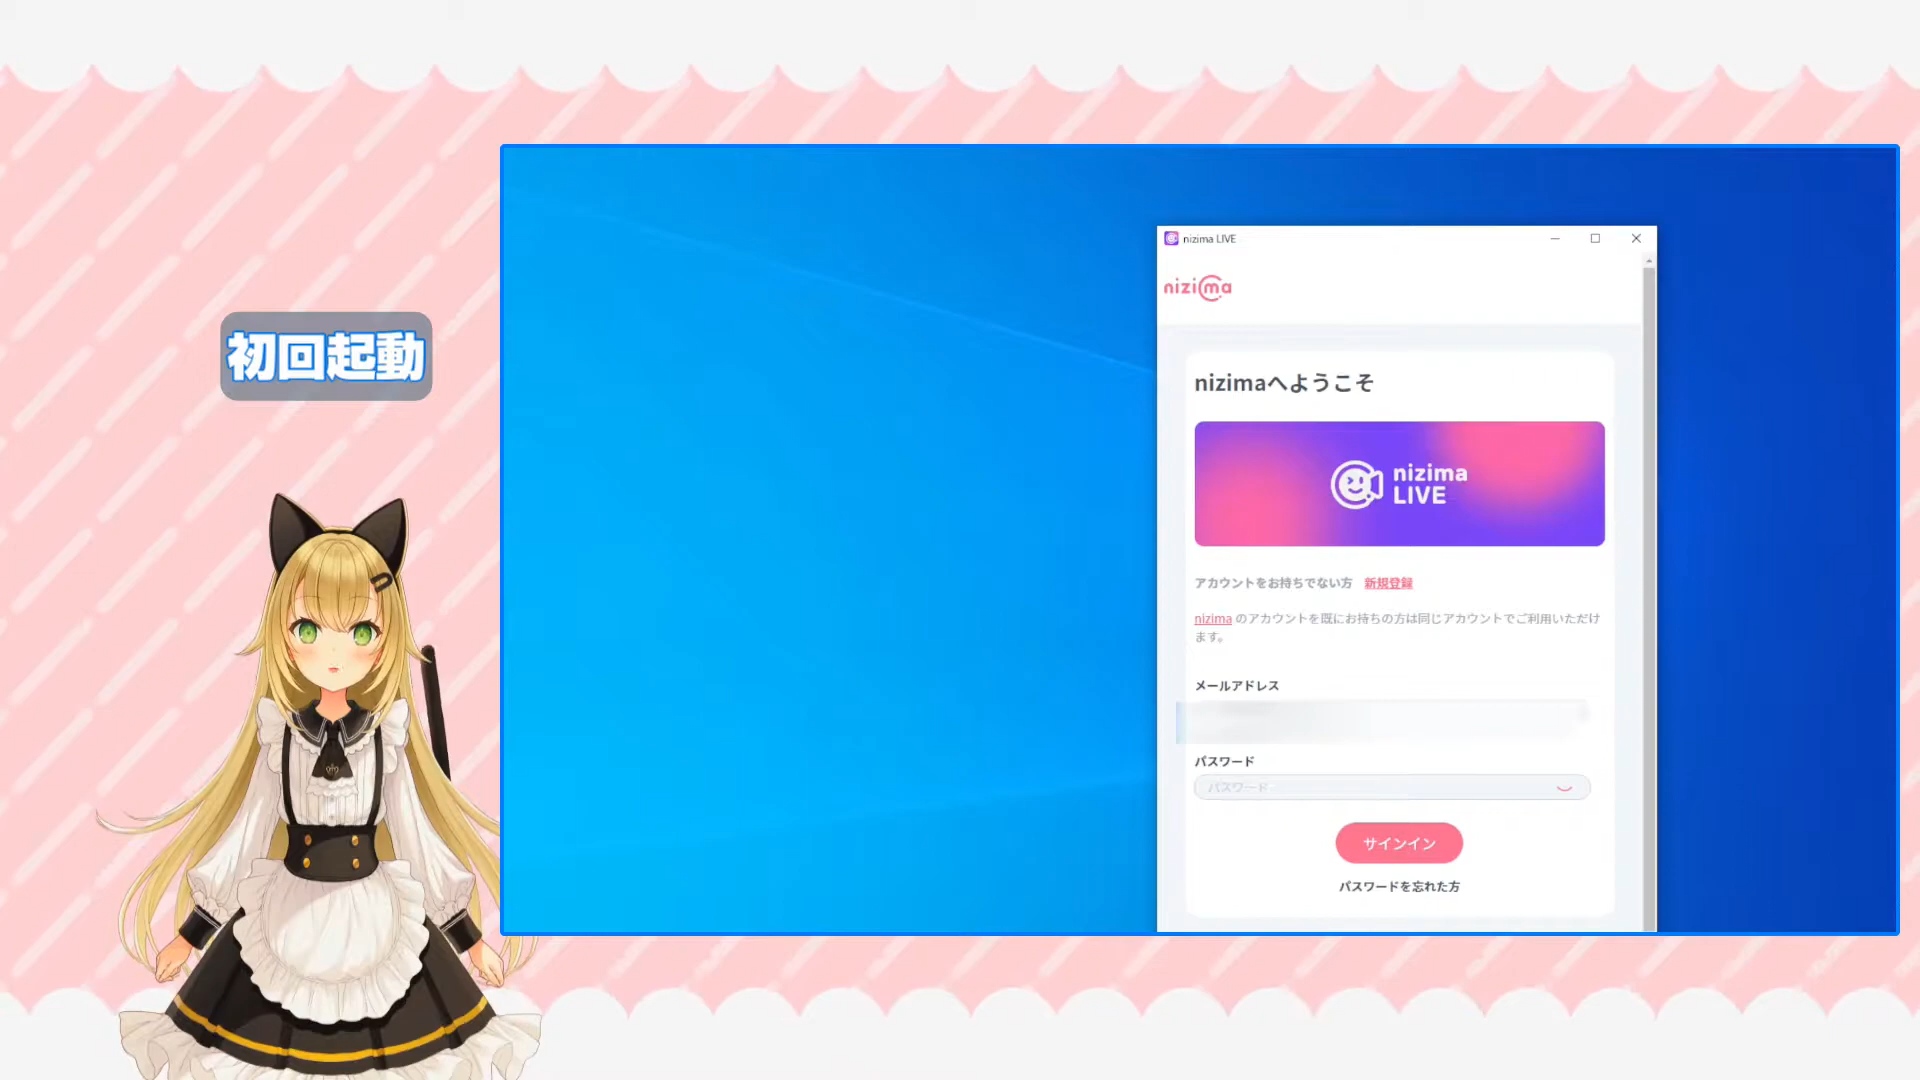 初回起動
nizima LIVE
nizima
nizimaへようこそ
nizima
LIVE
アカウントをお持ちでない方 新規登録
nizima のアカウントを既にお持ちの方は同じアカウントでご利用いただけ
ます。
メールアドレス
パスワード
パスワード
サインイン
パスワードを忘れた方